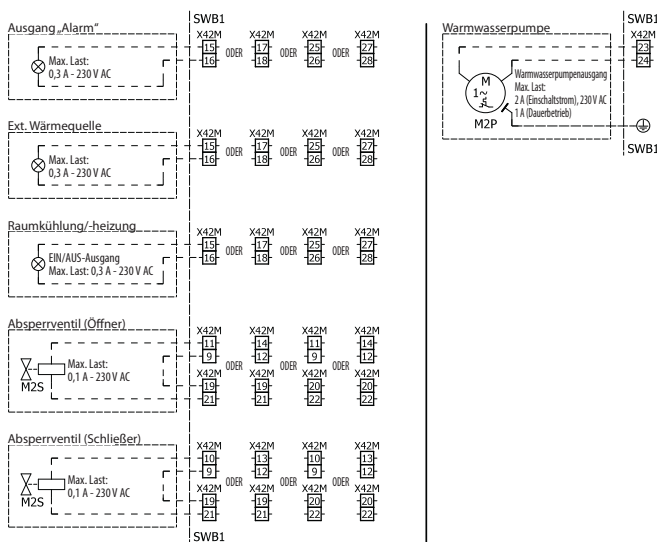 SWB1
Ausgang „Alarm“
X42M X42M X42M X42M
15 ODER 17 ODER 25 ODER 27
16 18 26 28
Max. Last:
0,3 A - 230 V AC
Ext. Wärmequelle
X42M X42M X42M X42M
15 ODER 17 ODER 25 ODER 27
16 18 26 28
Max. Last:
0,3 A - 230 V AC
Raumkühlung/-heizung
X42M X42M X42M X42M
15 ODER 17 ODER 25 ODER 27
16 18 26 28
EIN/AUS-Ausgang
Max. Last: 0,3 A - 230 V AC
Absperrventil (Öffner)
X42M X42M X42M X42M
11 14 11 14
9 12 9 12
ODER ODER ODER
X42M X42M X42M X42M
19 19 20 20
21 21 22 22
Max. Last:
0,1 A - 230 V AC
M2S
Absperrventil (Schließer)
X42M X42M X42M X42M
10 13 10 13
9 12 9 12
ODER ODER ODER
X42M X42M X42M X42M
19 19 20 20
21 21 22 22
Max. Last:
0,1 A - 230 V AC
M2S
SWB1
SWB1
Warmwasserpumpe
X42M
23
24
M
1~
M2P
Warmwasserpumpenausgang
Max. Last:
2 A (Einschaltstrom), 230 V AC
1 A (Dauerbetrieb)
SWB1